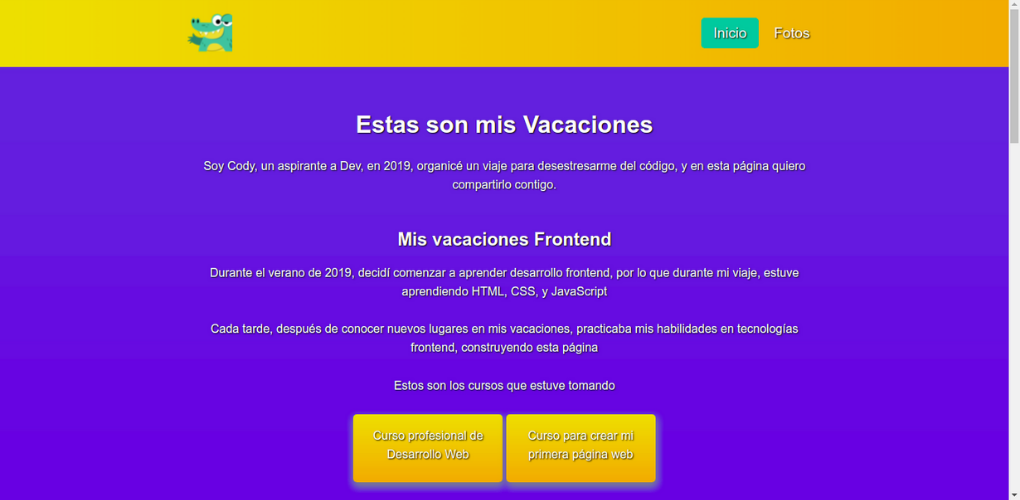 Inicio Fotos
Estas son mis Vacaciones
Soy Cody, un aspirante a Dev, en 2019, organicé un viaje para desestresarme del código, y en esta página quiero
compartirlo contigo.
Mis vacaciones Frontend
Durante el verano de 2019, decidí comenzar a aprender desarrollo frontend, por lo que durante mi viaje, estuve
aprendiendo HTML, CSS, y JavaScript
Cada tarde, después de conocer nuevos lugares en mis vacaciones, practicaba mis habilidades en tecnologías
frontend, construyendo esta página
Estos son los cursos que estuve tomando
Curso profesional de
Desarrollo Web
Curso para crear mi
primera página web